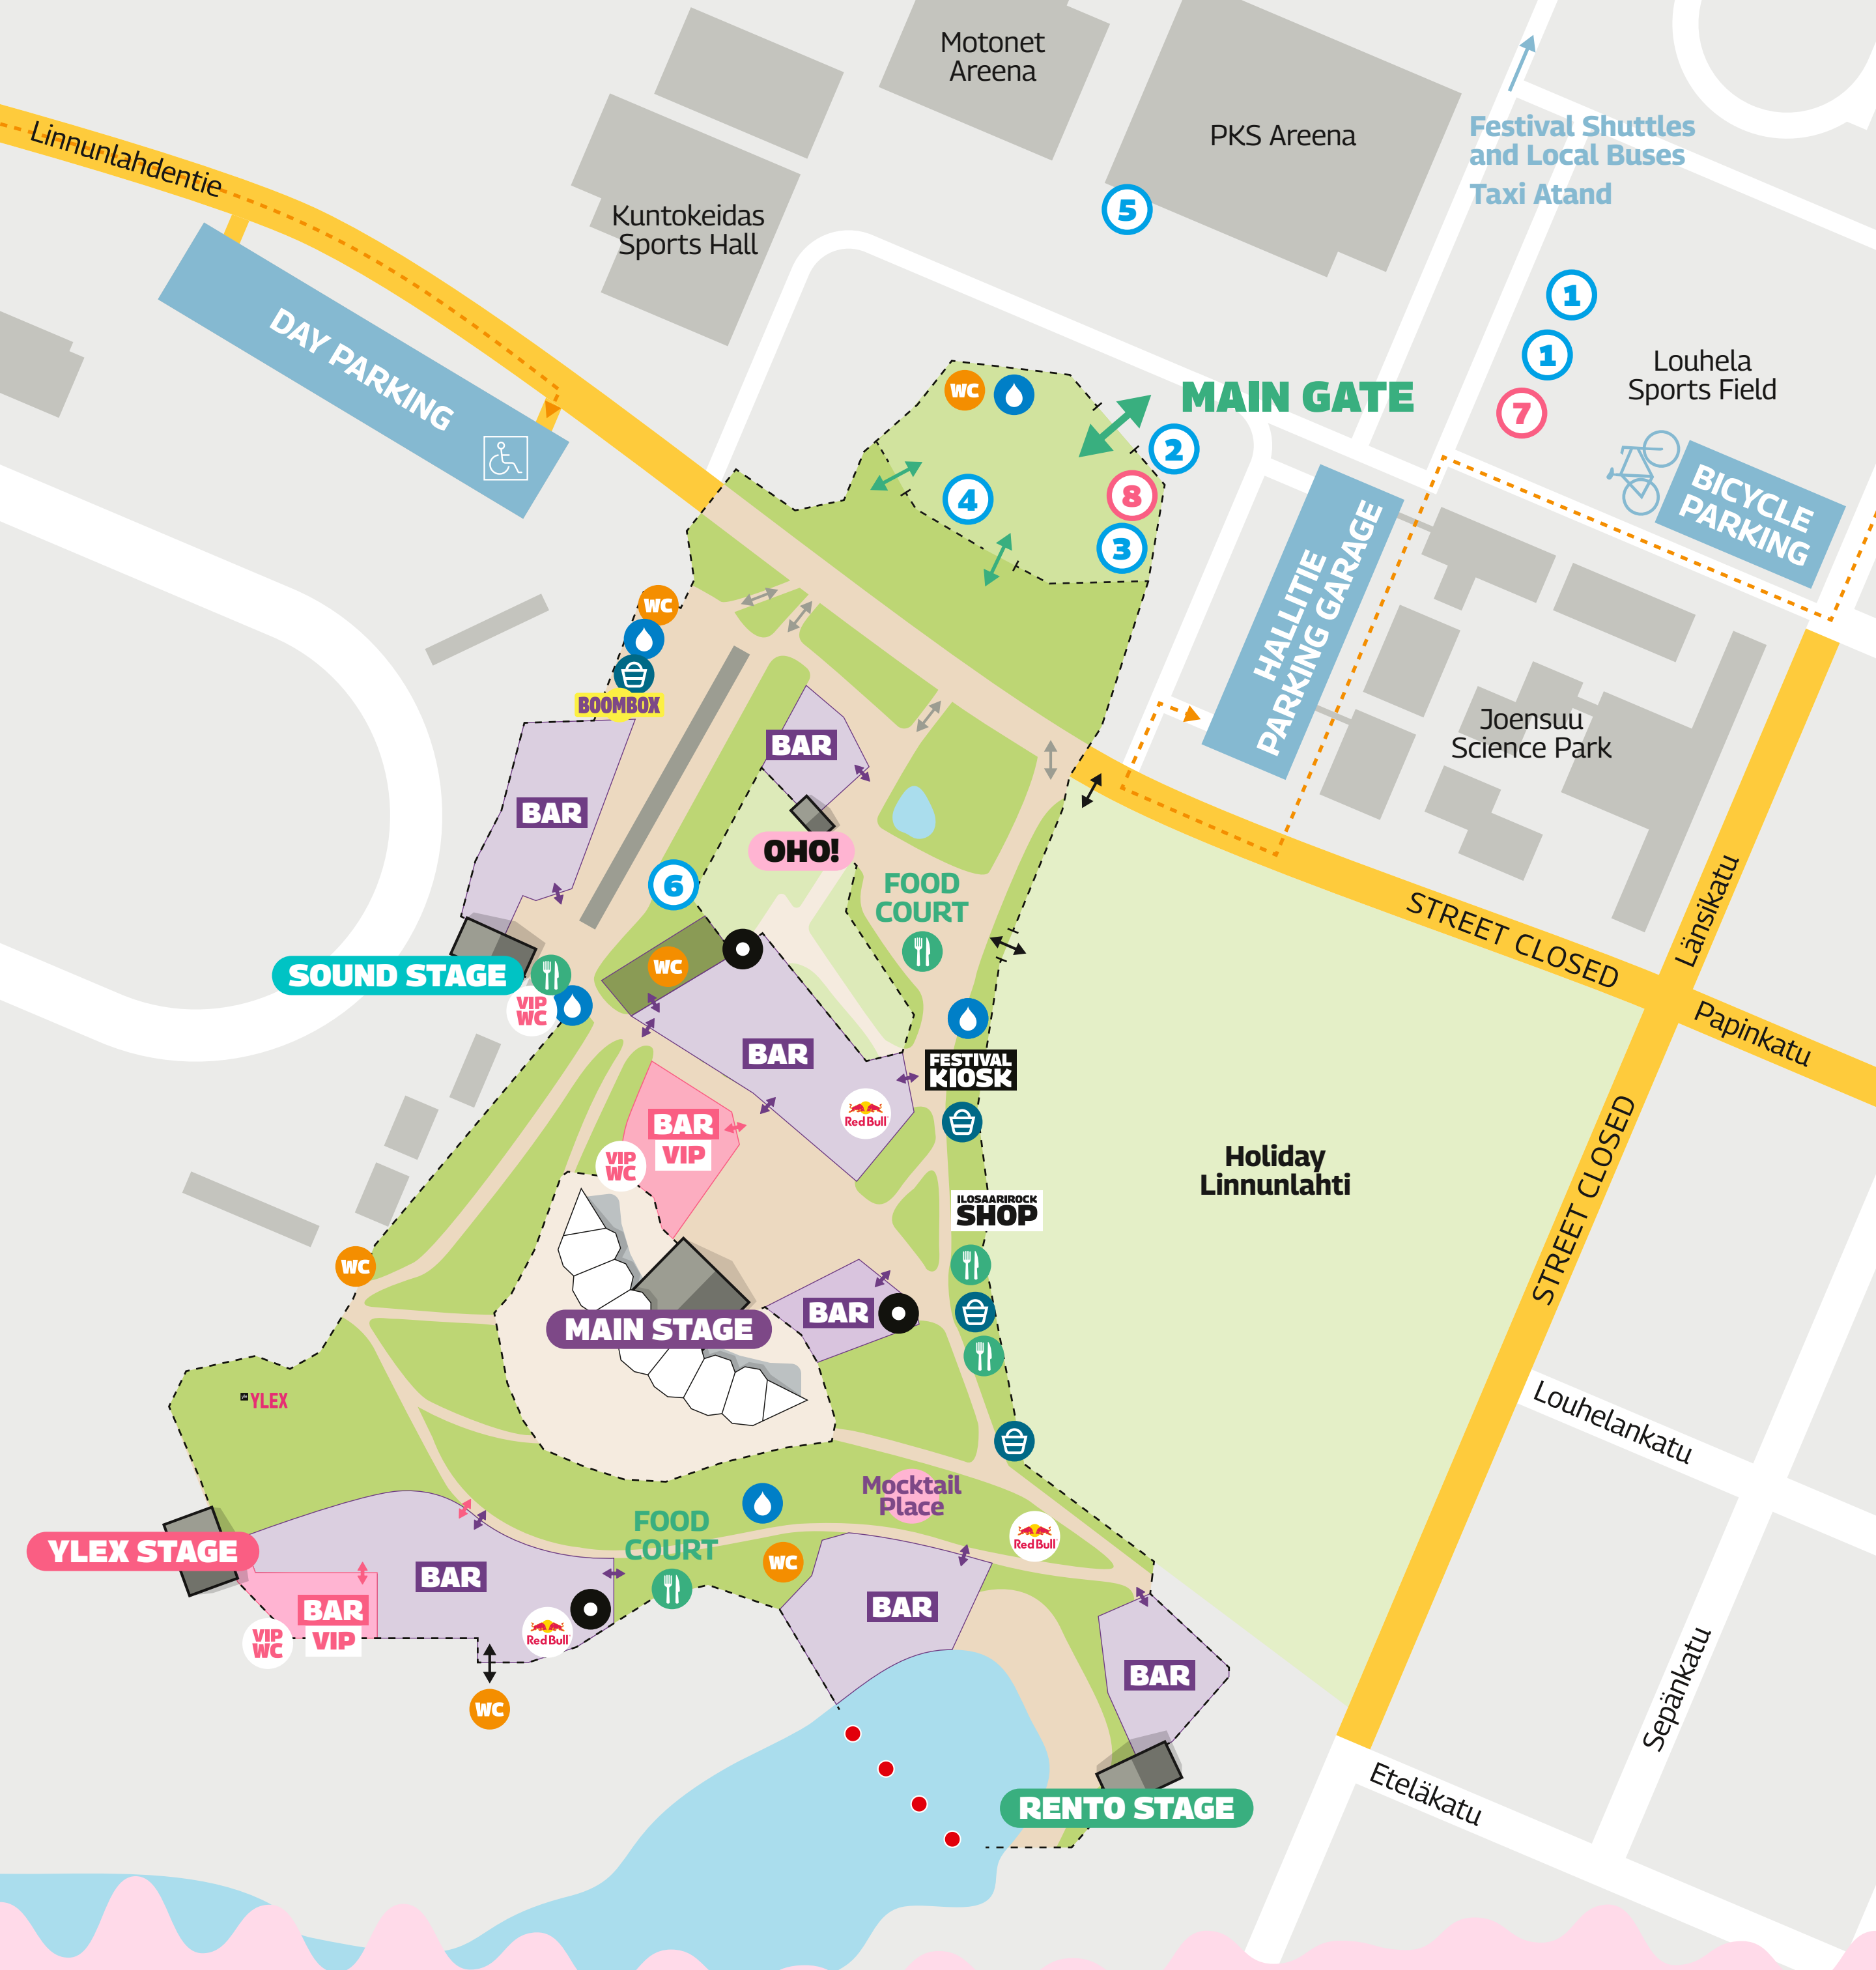 Motonet
Areena
PKS Areena
Festival Shuttles
and Local Buses
Taxi Atand
Linnunlahdentie
Kuntokeidas
Sports Hall
5
1
1
7
Louhela
Sports Field
DAY PARKING
WC
MAIN GATE
2
8
4
3
BICYCLE
PARKING
HALLITIE
PARKING GARAGE
WC
BOOMBOX
BAR
BAR
OHO!
Joensuu
Science Park
6
FOOD
COURT
STREET CLOSED
Länsikatu
SOUND STAGE
WC
VIP
WC
Papinkatu
BAR
FESTIVAL
KIOSK
Red Bull
BAR
VIP
VIP
WC
STREET CLOSED
Holiday
Linnunlahti
ILOSAARIROCK
SHOP
WC
MAIN STAGE
BAR
YLEX
Louhelankatu
Mocktail
Place
FOOD
COURT
Red Bull
YLEX STAGE
BAR
WC
BAR
VIP
VIP
WC
Red Bull
BAR
BAR
WC
Sepänkatu
RENTO STAGE
Eteläkatu